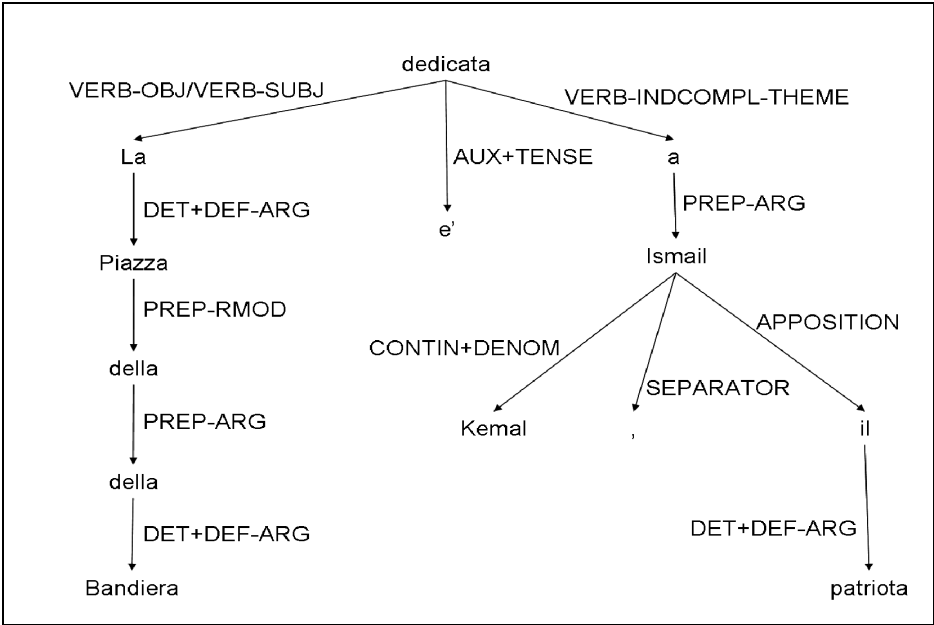 dedicata
VERB-OBJ/VERB-SUBJ
VERB-INDCOMPL-THEME
La
AUX+TENSE
a
DET+DEF-ARG
PREP-ARG
e’
Piazza
Ismail
PREP-RMOD
APPOSITION
CONTIN+DENOM
della
SEPARATOR
PREP-ARG
Kemal
,
il
della
DET+DEF-ARG
DET+DEF-ARG
Bandiera
patriota